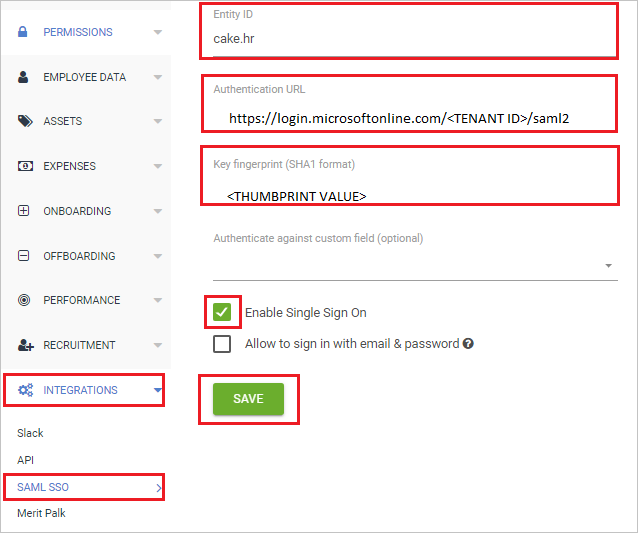 PERMISSIONS
EMPLOYEE DATA
ASSETS
EXPENSES
ONBOARDING
OFFBOARDING
PERFORMANCE
RECRUITMENT
INTEGRATIONS
Slack
API
SAML SSO
Merit Palk
Entity ID
cake.hr
Authentication URL
https://login.microsoftonline.com/<TENANT ID>/saml2
Key fingerprint (SHA1 format)
<THUMBPRINT VALUE>
Authenticate against custom field (optional)
Enable Single Sign On
Allow to sign in with email & password ?
SAVE